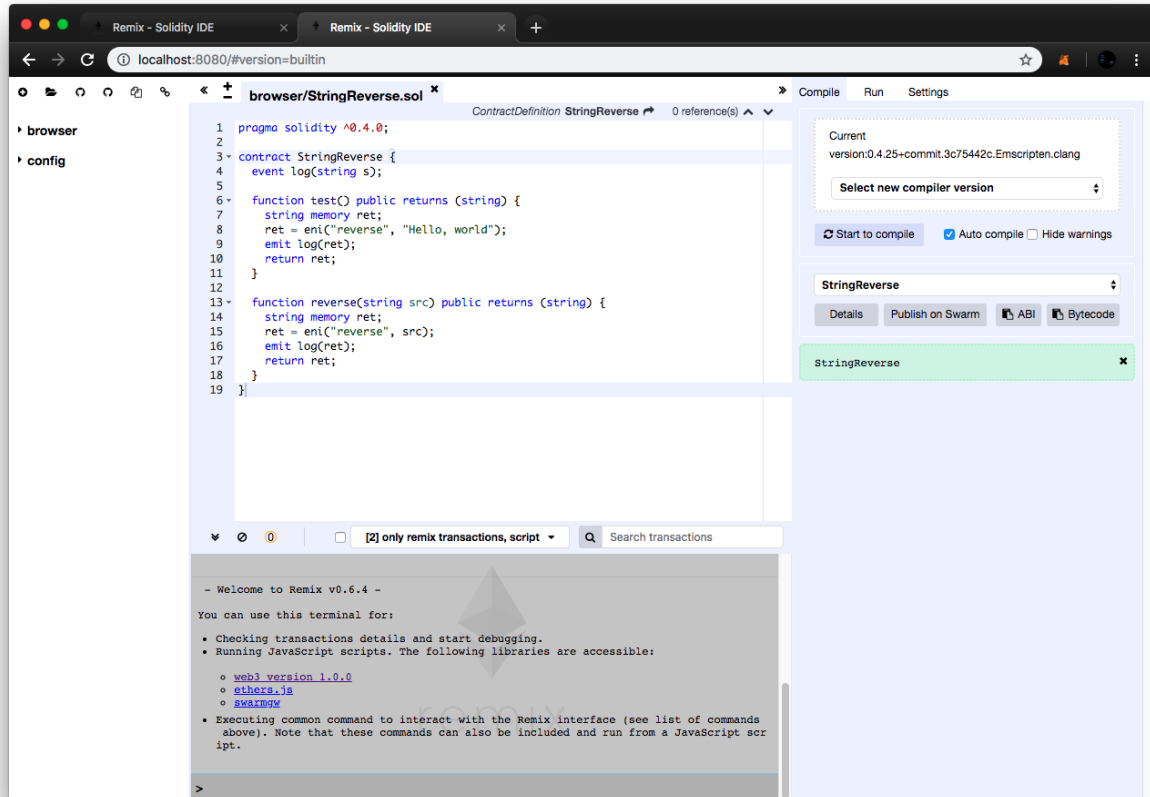 Remix - Solidity IDE
Remix - Solidity IDE
localhost:8080/#version=builtin
browser
config
browser/StringReverse.sol
ContractDefinition StringReverse 0 reference(s)
1 pragma solidity ^0.4.0;
2
3 contract StringReverse {
4 event log(string s);
5
6 function test() public returns (string) {
7 string memory ret;
8 ret = eni("reverse", "Hello, world");
9 emit log(ret);
10 return ret;
11 }
12
13 function reverse(string src) public returns (string) {
14 string memory ret;
15 ret = eni("reverse", src);
16 emit log(ret);
17 return ret;
18 }
19 }
0
[2] only remix transactions, script
Search transactions
- Welcome to Remix v0.6.4 -
You can use this terminal for:
• Checking transactions details and start debugging.
• Running JavaScript scripts. The following libraries are accessible:
web3 version 1.0.0
ethers.js
swarmgw
• Executing common command to interact with the Remix interface (see list of commands
above). Note that these commands can also be included and run from a JavaScript scr
ipt.
remix
>
Compile Run Settings
Current
version:0.4.25+commit.3c75442c.Emscripten.clang
Select new compiler version
Start to compile Auto compile Hide warnings
StringReverse
Details Publish on Swarm ABI Bytecode
StringReverse